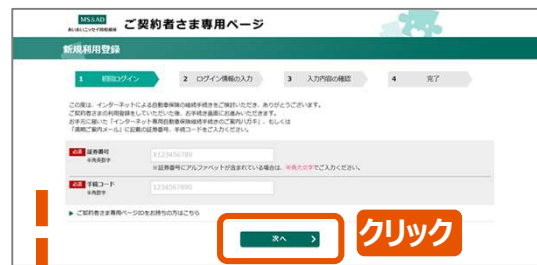 MS&AD
あいおいニッセイ同和損保
ご契約者さま専用ページ
新規利用登録
1 初回ログイン
2 ログイン情報の入力
3 入力内容の確認
4 完了
この度は、インターネットによる自動車保険の継続手続きをご検討いただき、ありがとうございます。
ご契約者さまの利用登録をしていただいた後、お手続き画面にお進みいただきます。
お手元に届いた「インターネット専用自動車保険継続手続きのご案内ハガキ」、もしくは
「満期ご案内メール」に記載の証券番号、手続コードをご入力ください。
必須 証券番号
※半角英数字
A123456789
※証券番号にアルファベットが含まれている場合は、半角大文字でご入力ください。
必須 手続コード
※半角数字
1234567890
ご契約者さま専用ページIDをお持ちの方はこちら
次へ
クリック